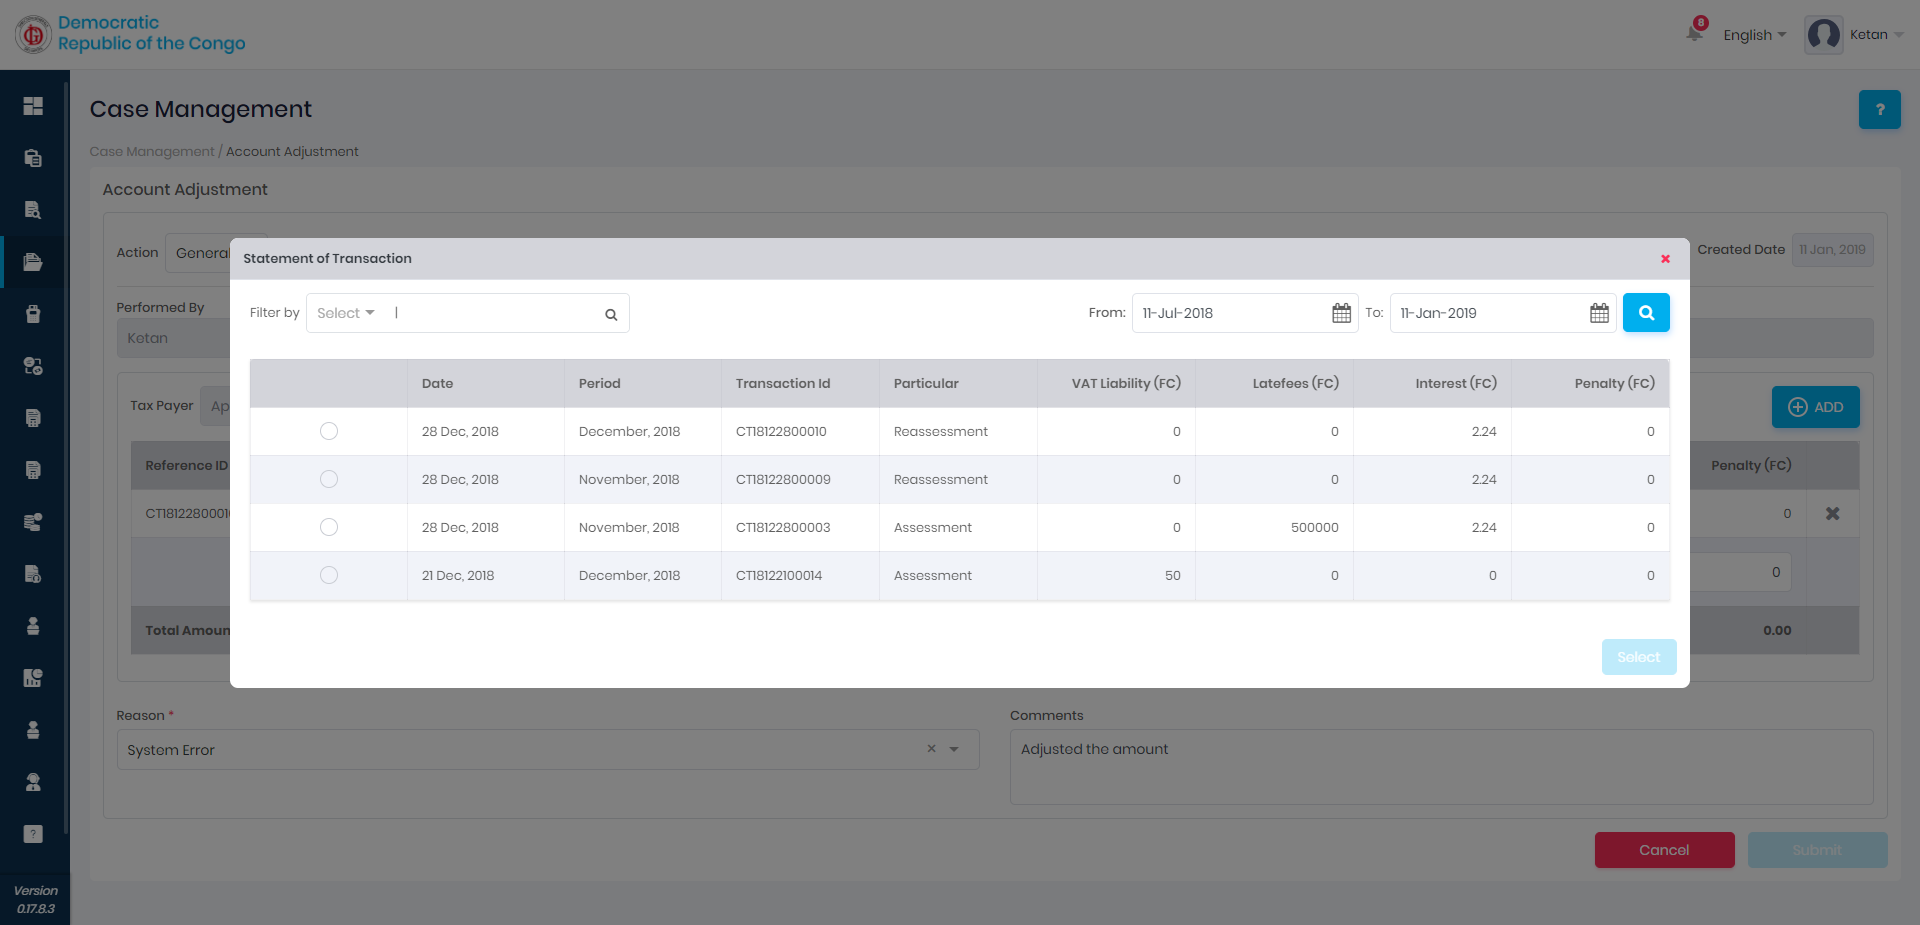 Democratic
Republic of the Congo
8
English
Ketan
Case Management
?
Case Management / Account Adjustment
Account Adjustment
Action
General
Created Date
11 Jan, 2019
Statement of Transaction
Performed By
Ketan
Filter by
Select
From:
11-Jul-2018
To:
11-Jan-2019
Tax Payer
Ap
ADD
Date Period Transaction Id Particular VAT Liability (FC) Latefees (FC) Interest (FC) Penalty (FC)
28 Dec, 2018 December, 2018 CT18122800010 Reassessment 0 0 2.24 0
28 Dec, 2018 November, 2018 CT18122800009 Reassessment 0 0 2.24 0
28 Dec, 2018 November, 2018 CT18122800003 Assessment 0 500000 2.24 0
21 Dec, 2018 December, 2018 CT18122100014 Assessment 50 0 0 0
Select
Reference ID
Penalty (FC)
CT1812280001
0
0
Total Amoun
0.00
Reason *
System Error
Comments
Adjusted the amount
Cancel
Submit
?
Version
0.17.8.3